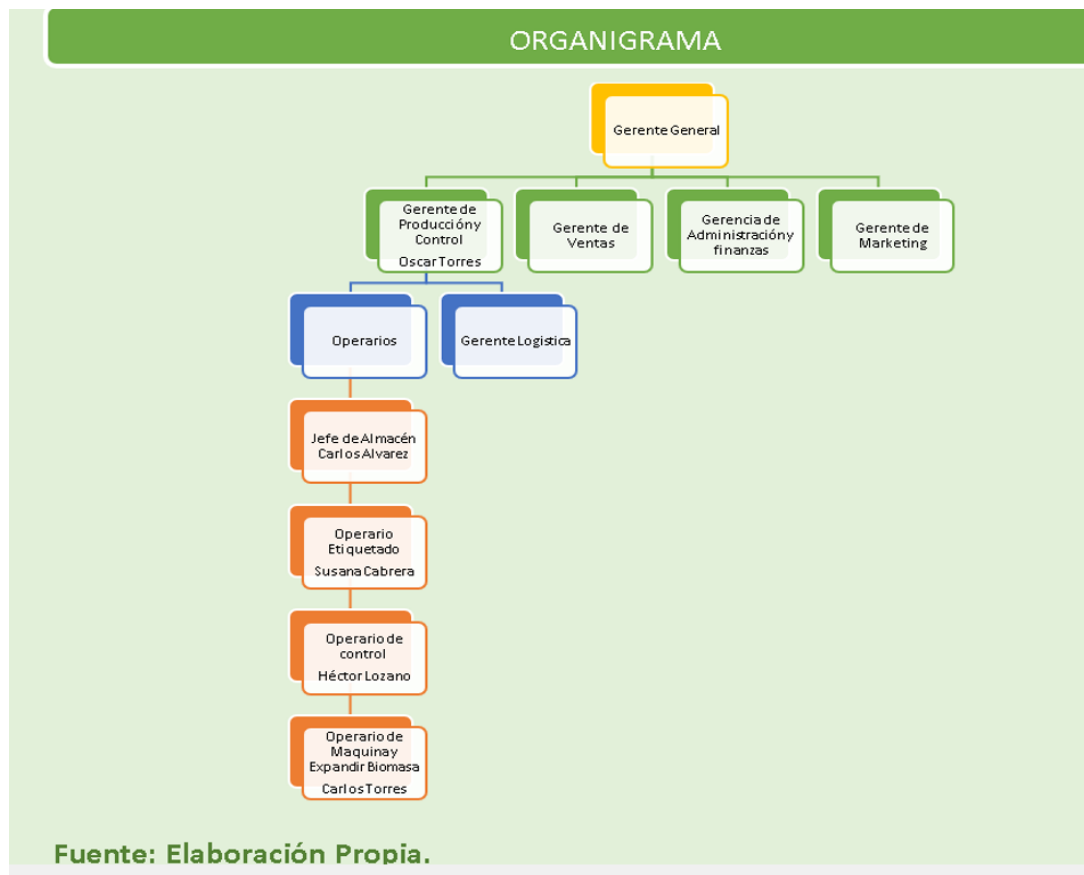 ORGANIGRAMA
Gerente General
Gerente de
Producción y
Control
Oscar Torres
Gerente de
Ventas
Gerencia de
Administración y
finanzas
Gerente de
Marketing
Operarios
Gerente Logistica
Jefe de Almacén
Carlos Alvarez
Operario
Etiquetado
Susana Cabrera
Operario de
control
Héctor Lozano
Operario de
Maquina y
Expandir Biomasa
Carlos Torres
Fuente: Elaboración Propia.